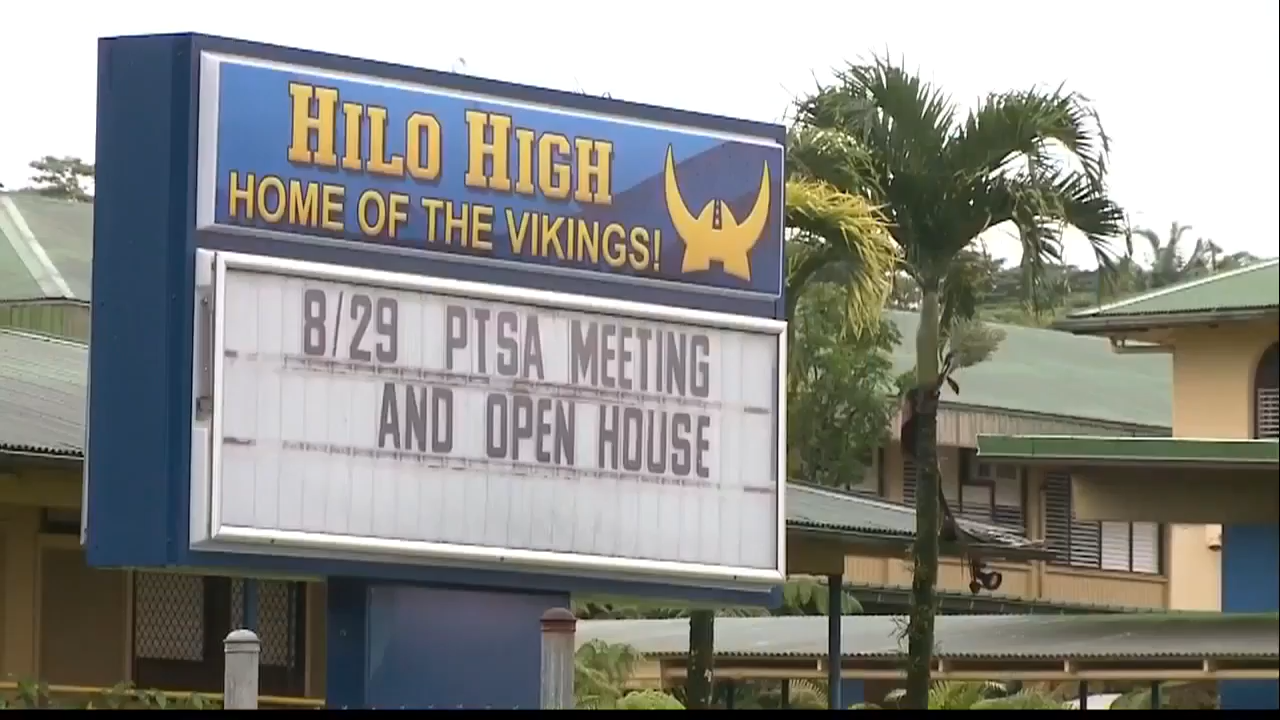 HILO HIGH
HOME OF THE VIKINGS!
8/29 PTSA MEETING
AND OPEN HOUSE